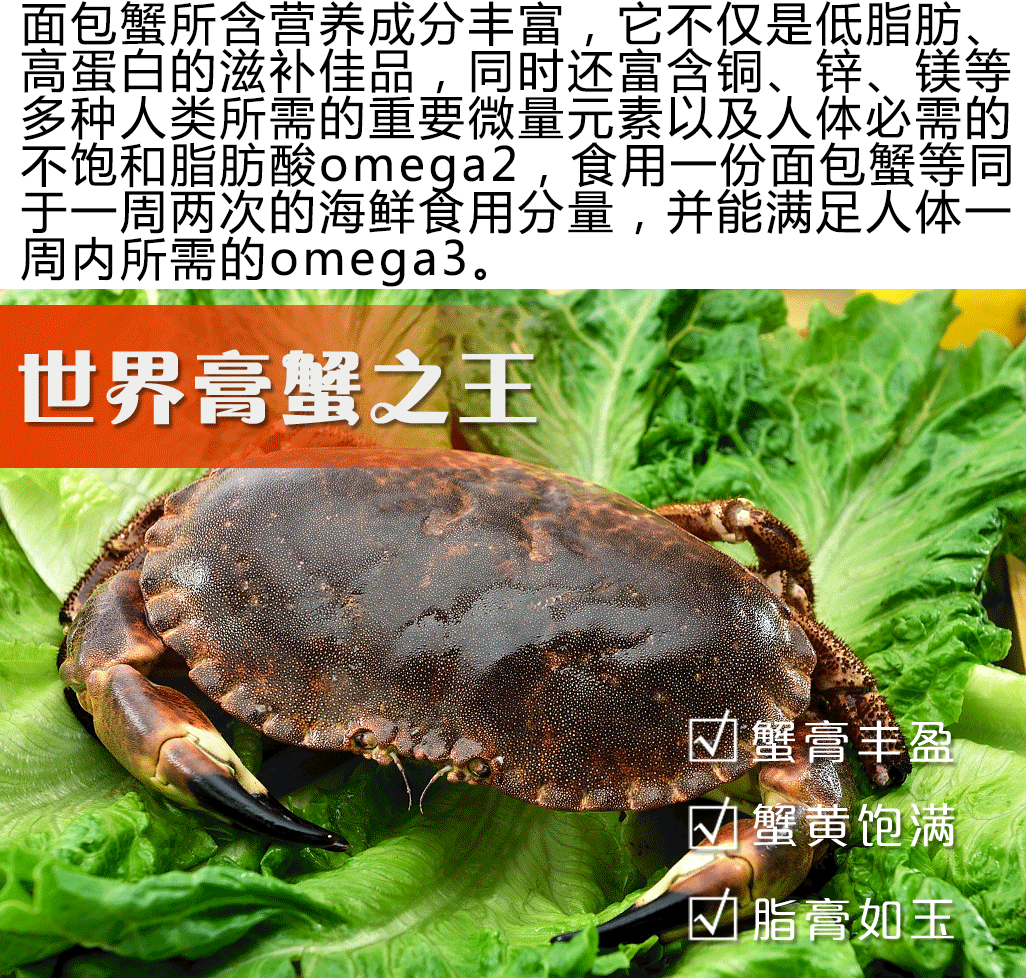 面包蟹所含营养成分丰富，它不仅是低脂肪、
高蛋白的滋补佳品，同时还富含铜、锌、镁等
多种人类所需的重要微量元素以及人体必需的
不饱和脂肪酸omega2，食用一份面包蟹等同
于一周两次的海鲜食用分量，并能满足人体一
周内所需的omega3。
世界膏蟹之王
蟹膏丰盈
蟹黄饱满
脂膏如玉